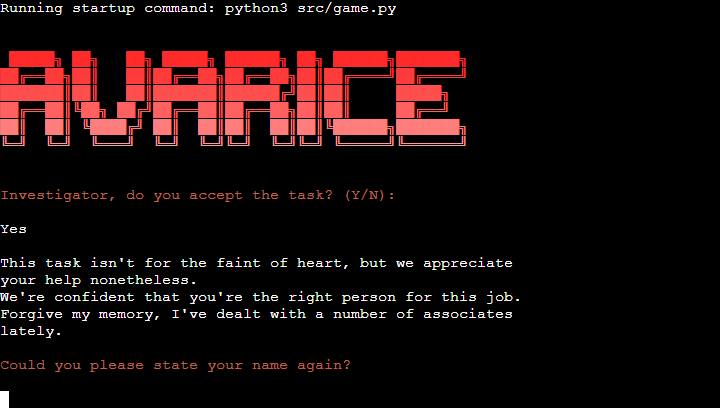 Running startup command: python3 src/game.py
AVARICE
Investigator, do you accept the task? (Y/N):
Yes
This task isn't for the faint of heart, but we appreciate
your help nonetheless.
We're confident that you're the right person for this job.
Forgive my memory, I've dealt with a number of associates
lately.
Could you please state your name again?